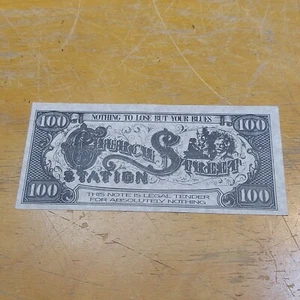 100 NOTHING TO LOSE BUT YOUR BLUES 100
CHURCH STREET
STATION
100 THIS NOTE IS LEGAL TENDER 100
FOR ABSOLUTELY NOTHING